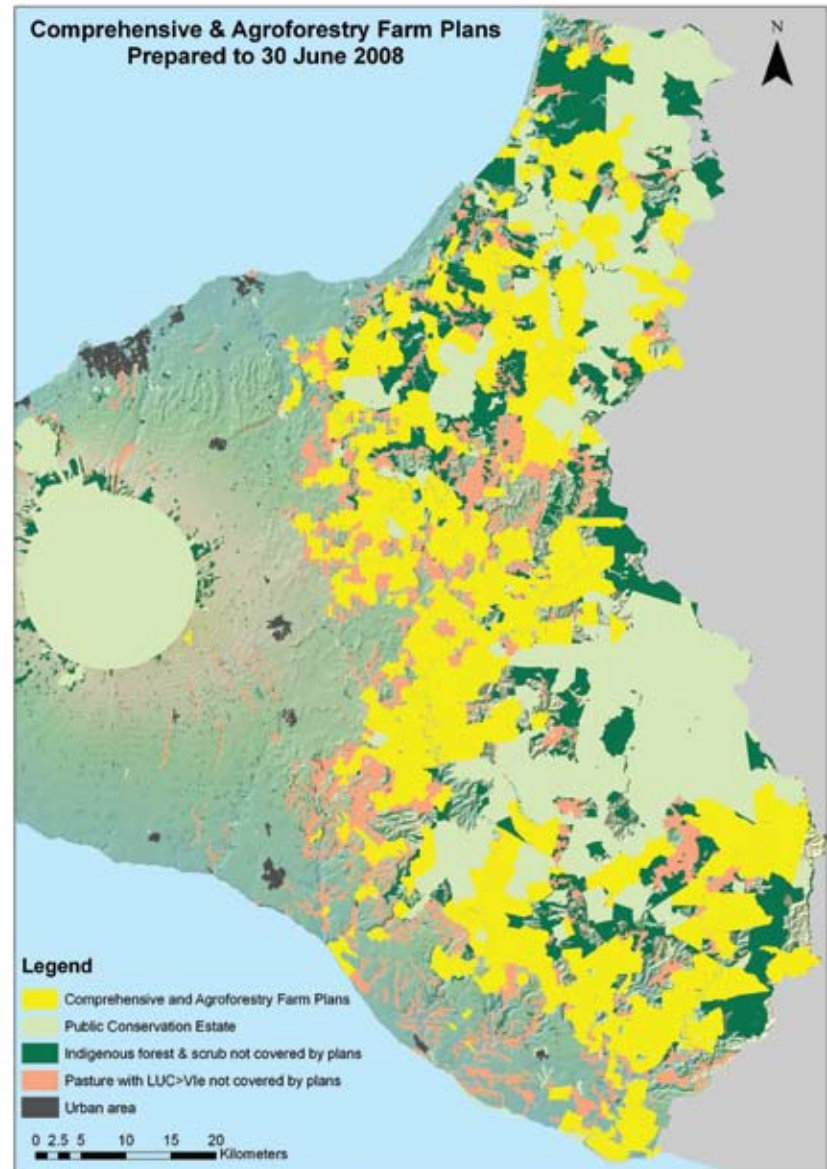 Comprehensive & Agroforestry Farm Plans
Prepared to 30 June 2008
N
Legend
Comprehensive and Agroforestry Farm Plans
Public Conservation Estate
Indigenous forest & scrub not covered by plans
Pasture with LUC>VIe not covered by plans
Urban area
0 2.5 5 10 15 20
Kilometers